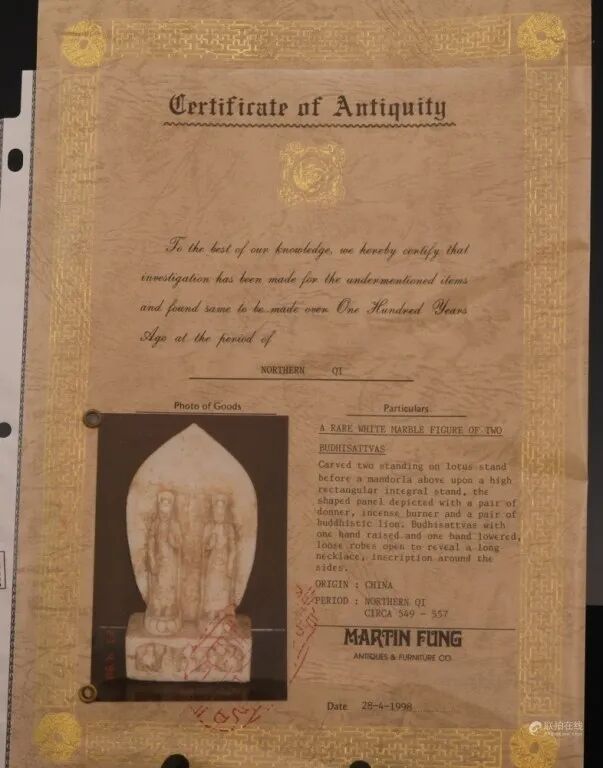 Certificate of Antiquity
To the best of our knowledge, we hereby certify that
investigation has been made for the undermentioned items
and found same to be made over One Hundred Years
Ago at the period of
NORTHERN QI
Photo of Goods
Particulars
A RARE WHITE MARBLE FIGURE OF TWO
BUDHISATTVAS
Carved two standing on lotus stand
before a mandorla above upon a high
rectangular integral stand, the
shaped panel depicted with a pair of
donner, incense burner and a pair of
buddhistic lion. Budhisattvas with
one hand raised and one hand lowered,
loose robes open to reveal a long
necklace, inscription around the
sides.
ORIGIN : CHINA
PERIOD : NORTHERN QI
CIRCA 549 - 557
MARTIN FUNG
ANTIQUES & FURNITURE CO
Date 28-4-1998
联拍在线